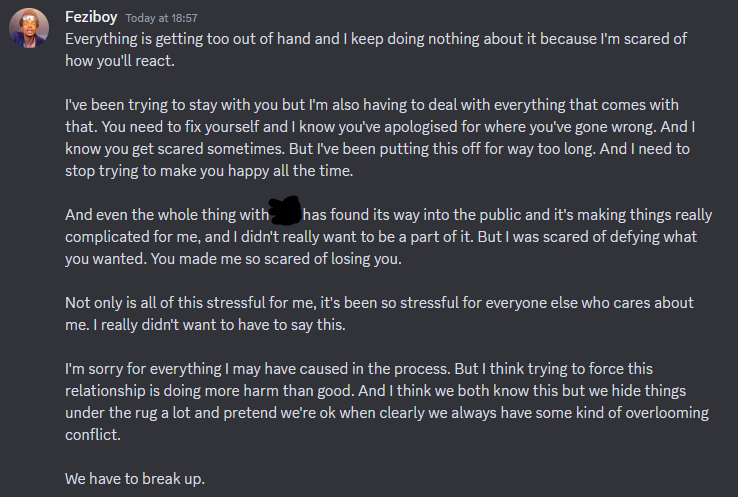 Feziboy Today at 18:57
Everything is getting too out of hand and I keep doing nothing about it because I'm scared of
how you'll react.
I've been trying to stay with you but I'm also having to deal with everything that comes with
that. You need to fix yourself and I know you've apologised for where you've gone wrong. And I
know you get scared sometimes. But I've been putting this off for way too long. And I need to
stop trying to make you happy all the time.
And even the whole thing with has found its way into the public and it's making things really
complicated for me, and I didn't really want to be a part of it. But I was scared of defying what
you wanted. You made me so scared of losing you.
Not only is all of this stressful for me, it's been so stressful for everyone else who cares about
me. I really didn't want to have to say this.
I'm sorry for everything I may have caused in the process. But I think trying to force this
relationship is doing more harm than good. And I think we both know this but we hide things
under the rug a lot and pretend we're ok when clearly we always have some kind of overlooming
conflict.
We have to break up.